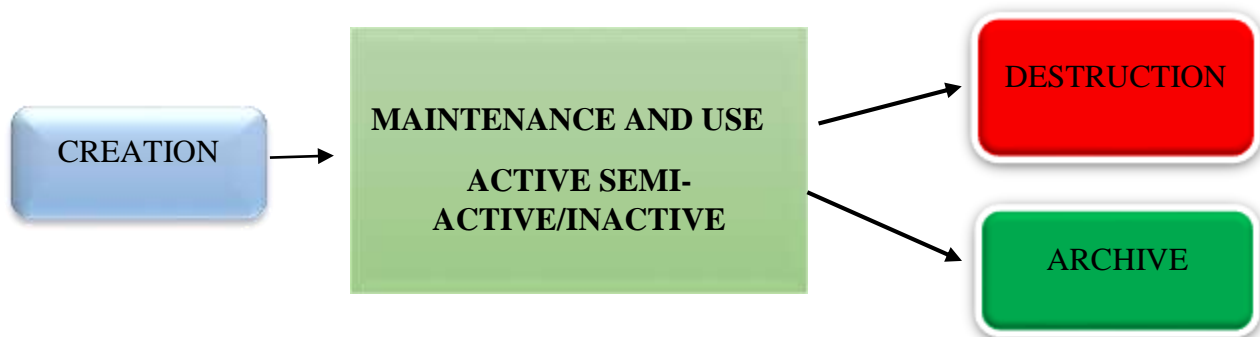 CREATION
MAINTENANCE AND USE
ACTIVE SEMI-
ACTIVE/INACTIVE
DESTRUCTION
ARCHIVE